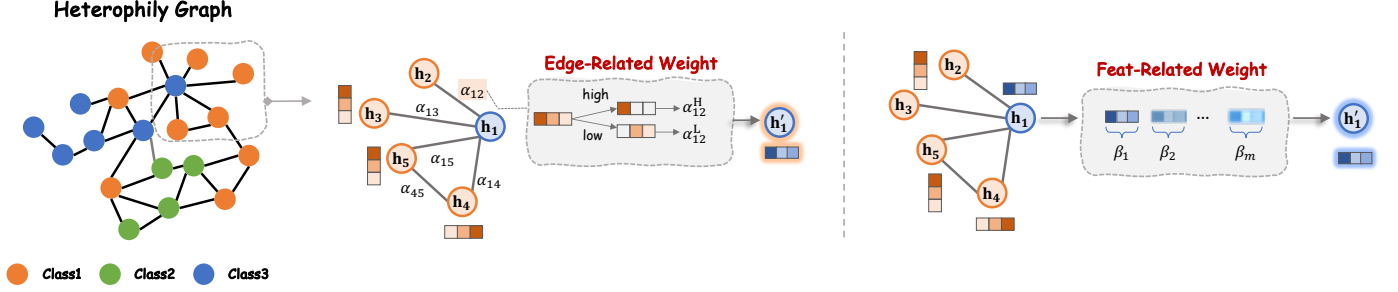 Heterophily Graph
Class1 Class2 Class3
h₂
α₁₂
h₃
α₁₃
h₁
h₅
α₁₅
α₁₄
α₄₅
h₄
Edge-Related Weight
high
α₁₂ᴴ
low
α₁₂ᴸ
h₁′
h₂
h₃
h₁
h₅
h₄
Feat-Related Weight
...
β₁ β₂ βₘ
h₁′